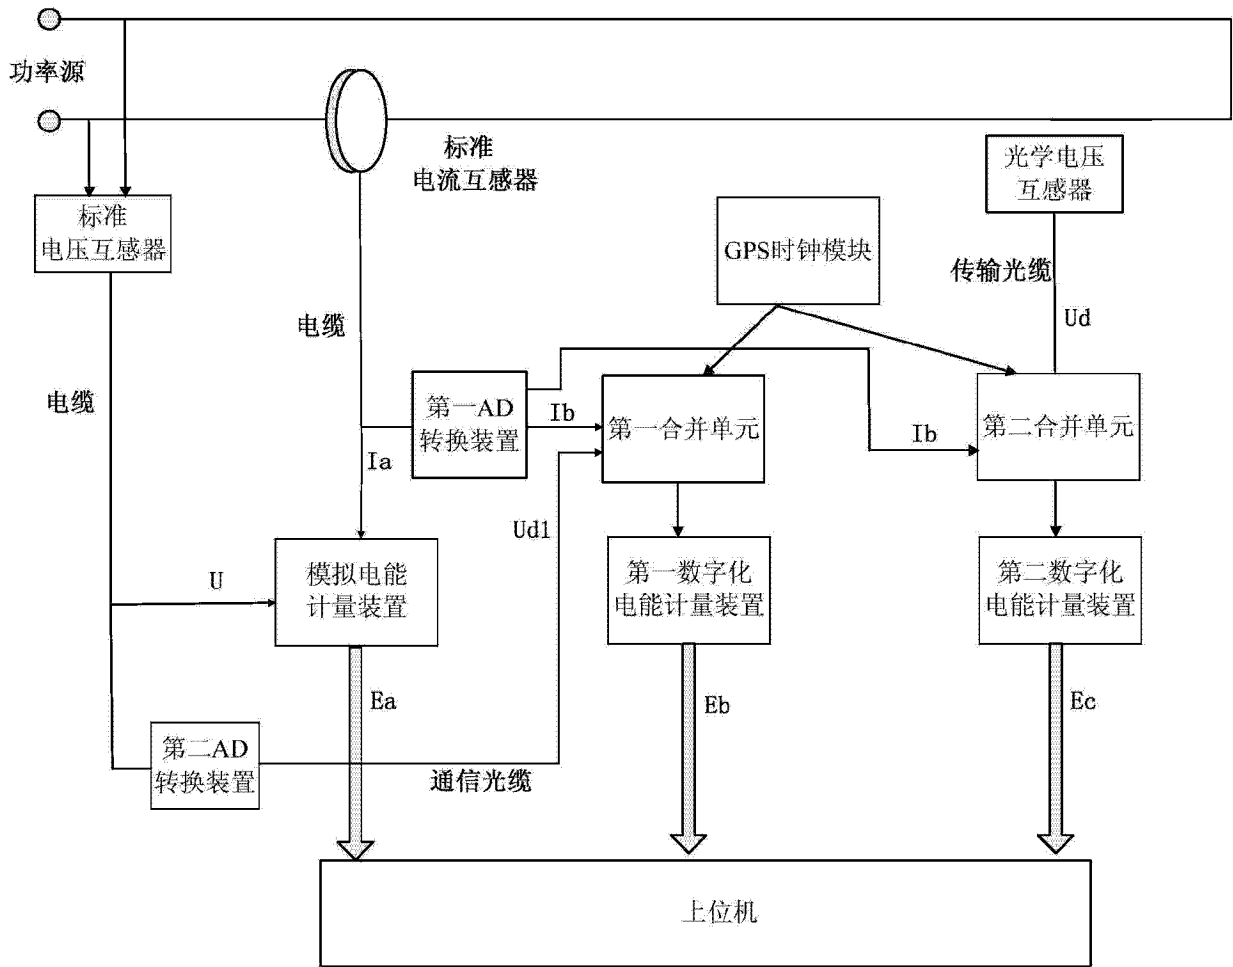 功率源
标准
电流互感器
光学电压
互感器
标准
电压互感器
GPS时钟模块
传输光缆
Ud
电缆
电缆
第一AD
转换装置
Ib
第一合并单元
Ib
第二合并单元
Ia
Ud1
U
模拟电能
计量装置
第一数字化
电能计量装置
第二数字化
电能计量装置
Ea
Eb
Ec
第二AD
转换装置
通信光缆
上位机